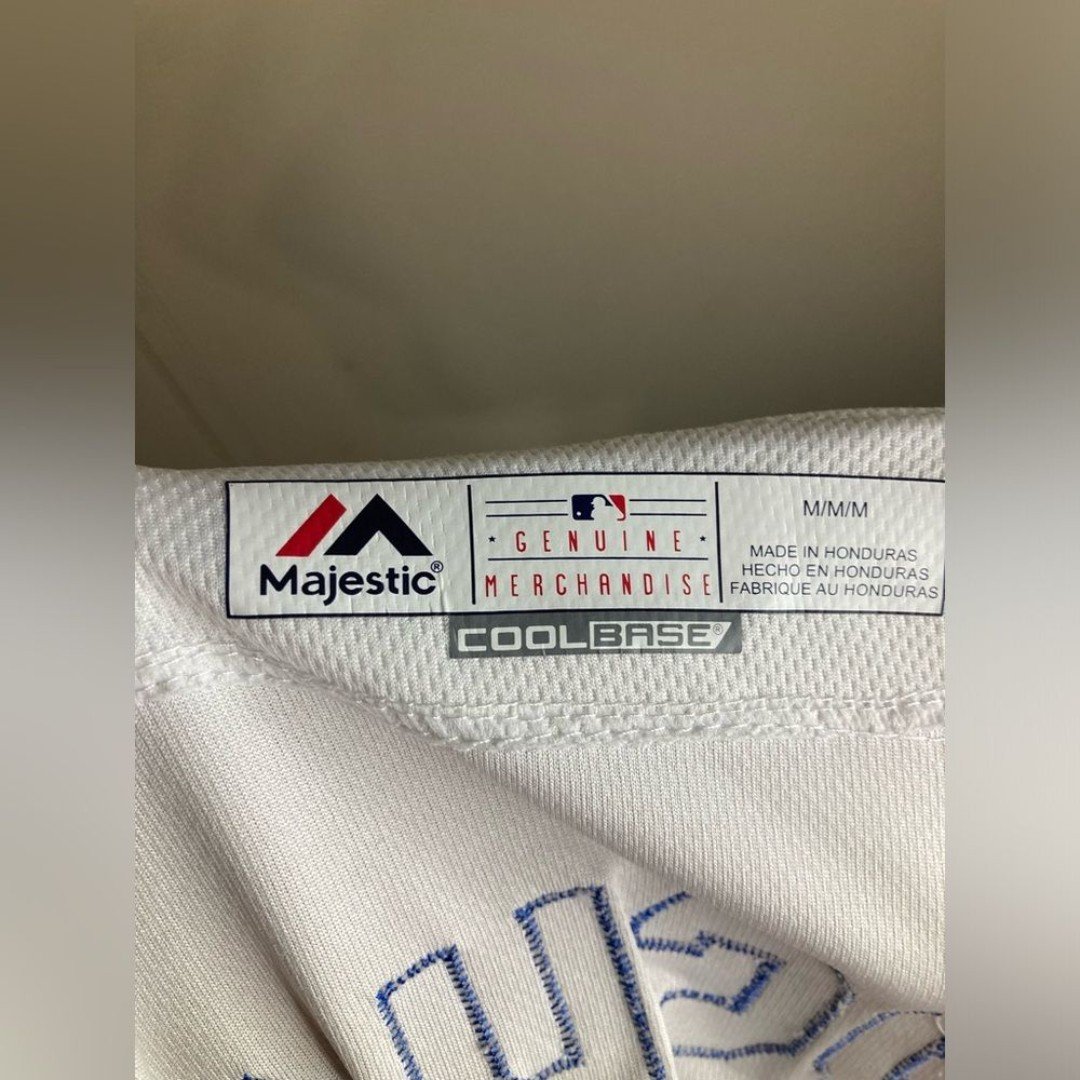 Majestic®
GENUINE
MERCHANDISE
M/M/M
MADE IN HONDURAS
HECHO EN HONDURAS
FABRIQUE AU HONDURAS
COOLBASE®